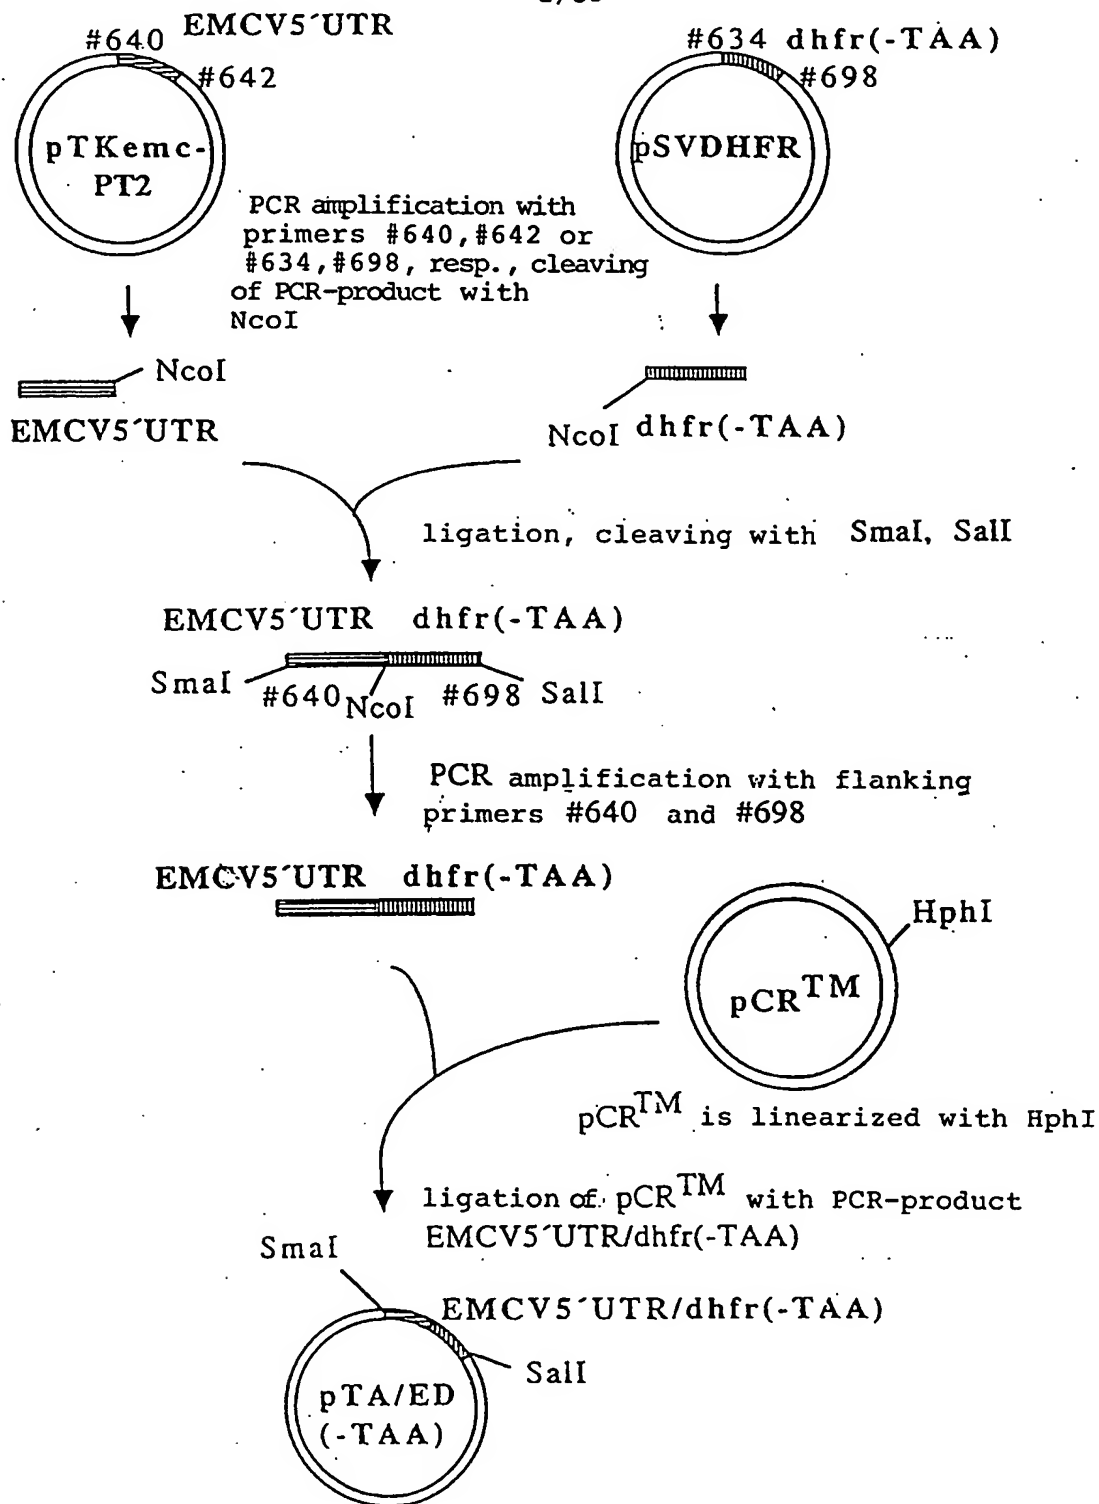 #640 EMCV5´UTR
#642
pTKemc-
PT2
#634 dhfr(-TAA)
#698
pSVDHFR
PCR amplification with
primers #640,#642 or
#634,#698, resp., cleaving
of PCR-product with
NcoI
NcoI
EMCV5´UTR
NcoI dhfr(-TAA)
ligation, cleaving with SmaI, SalI
EMCV5´UTR dhfr(-TAA)
SmaI #640 NcoI #698 SalI
PCR amplification with flanking
primers #640 and #698
EMCV5´UTR dhfr(-TAA)
HphI
pCR™
pCR™ is linearized with HphI
ligation of pCR™ with PCR-product
EMCV5´UTR/dhfr(-TAA)
SmaI
EMCV5´UTR/dhfr(-TAA)
SalI
pTA/ED
(-TAA)